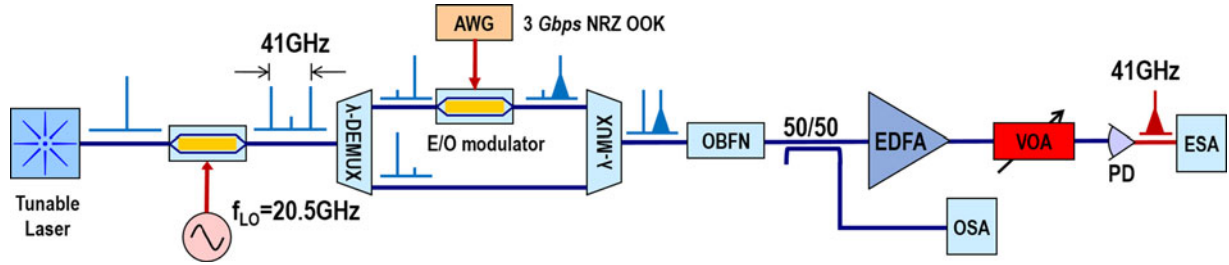 AWG
3 Gbps NRZ OOK
41GHz
Tunable
Laser
f_LO=20.5GHz
λ-DEMUX
E/O modulator
λ-MUX
OBFN
50/50
EDFA
OSA
VOA
41GHz
PD
ESA